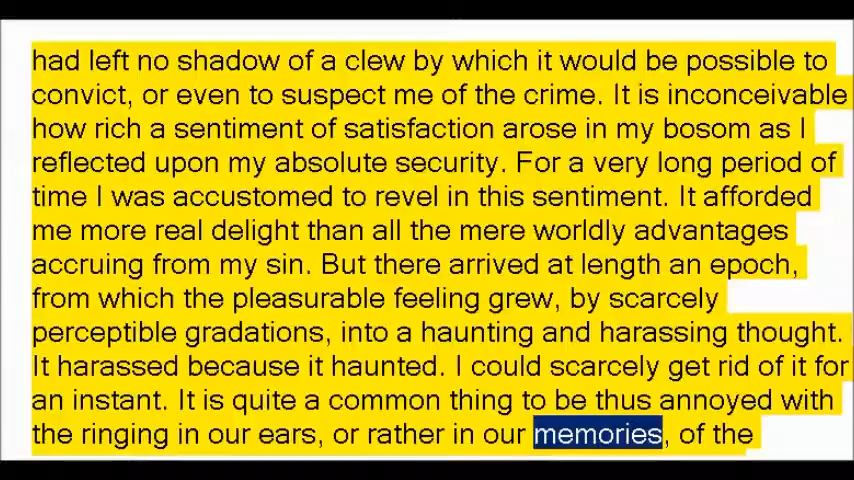 had left no shadow of a clew by which it would be possible to
convict, or even to suspect me of the crime. It is inconceivable
how rich a sentiment of satisfaction arose in my bosom as I
reflected upon my absolute security. For a very long period of
time I was accustomed to revel in this sentiment. It afforded
me more real delight than all the mere worldly advantages
accruing from my sin. But there arrived at length an epoch,
from which the pleasurable feeling grew, by scarcely
perceptible gradations, into a haunting and harassing thought.
It harassed because it haunted. I could scarcely get rid of it for
an instant. It is quite a common thing to be thus annoyed with
the ringing in our ears, or rather in our memories, of the